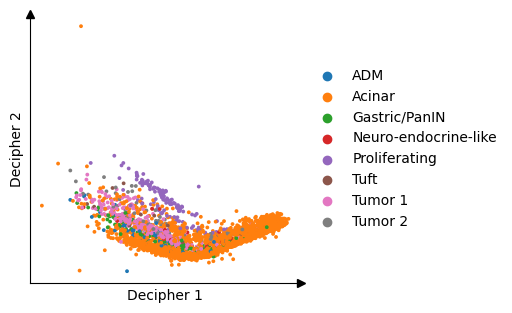 Decipher 2
Decipher 1
ADM
Acinar
Gastric/PanIN
Neuro-endocrine-like
Proliferating
Tuft
Tumor 1
Tumor 2